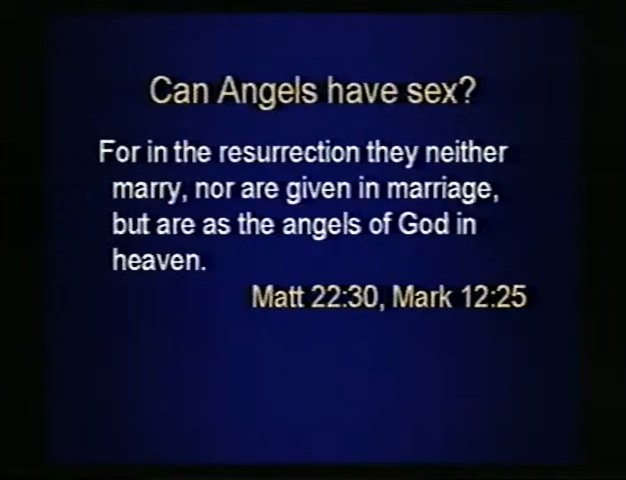 Can Angels have sex?
For in the resurrection they neither
marry, nor are given in marriage,
but are as the angels of God in
heaven.
Matt 22:30, Mark 12:25